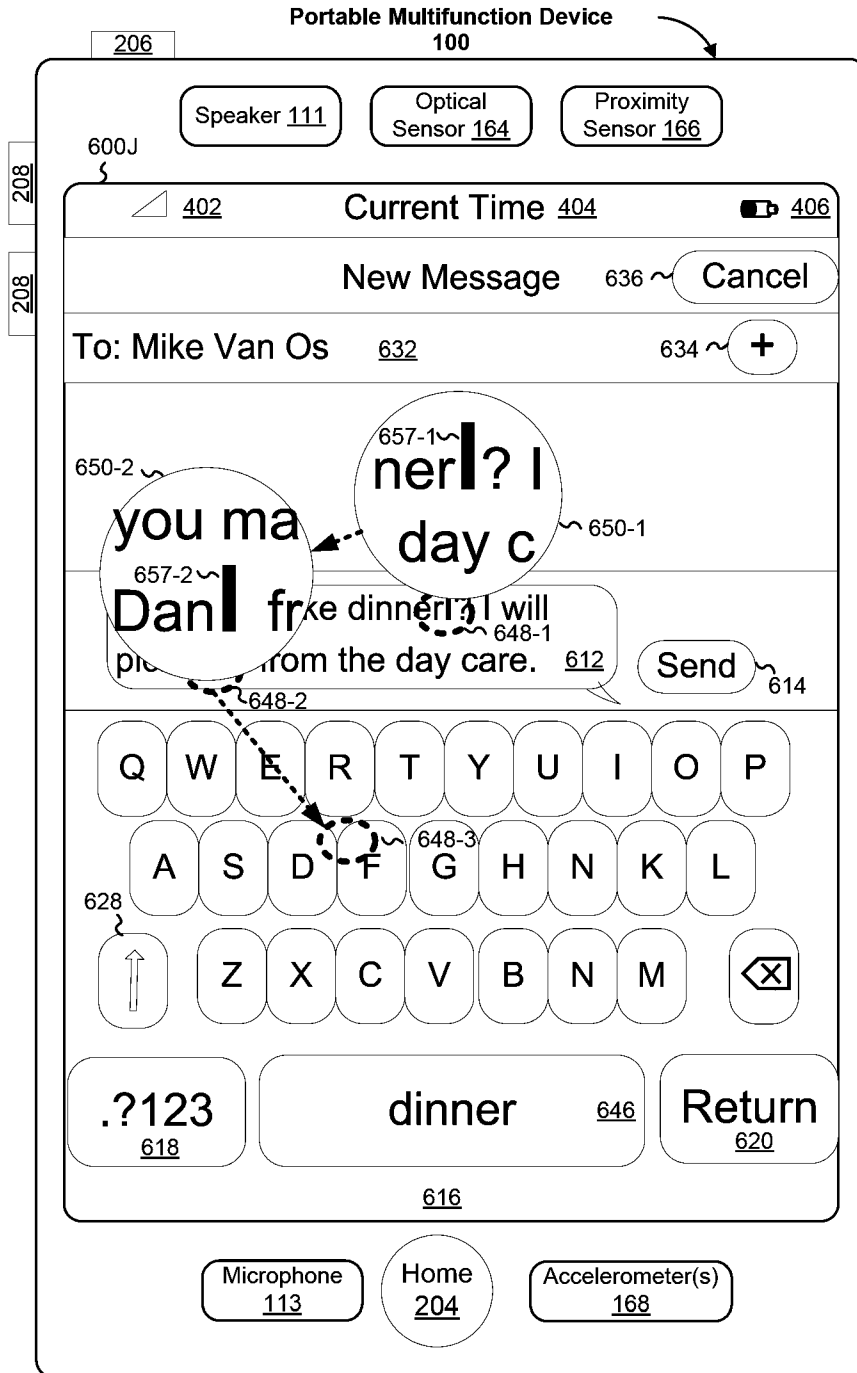 Portable Multifunction Device
100
206
Speaker 111
Optical
Sensor 164
Proximity
Sensor 166
600J
208
208
402
Current Time 404
406
New Message
636
Cancel
To: Mike Van Os
632
634
+
657-1
ner? I
day c
650-1
650-2
you ma
657-2
Dan fr
ke dinner? I will
648-1
pic
rom the day care.
612
Send
614
648-2
Q W E R T Y U I O P
648-3
A S D F G H N K L
628
Z X C V B N M
.?123
618
dinner
646
Return
620
616
Microphone
113
Home
204
Accelerometer(s)
168